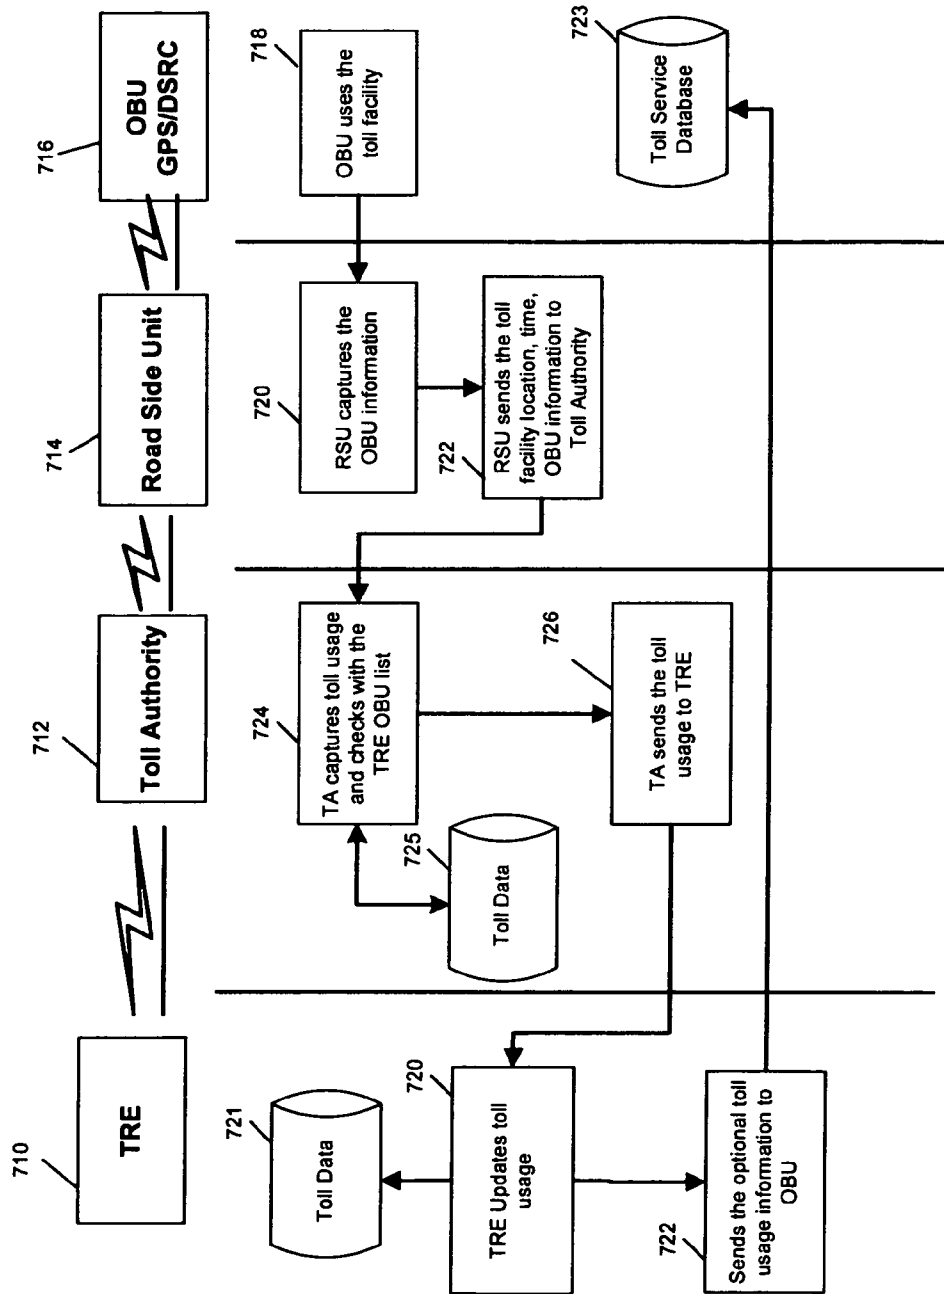 710
TRE
712
Toll Authority
714
Road Side Unit
716
OBU
GPS/DSRC
721
Toll Data
720
TRE Updates toll
usage
722
Sends the optional toll
usage information to
OBU
724
TA captures toll usage
and checks with the
TRE OBU list
725
Toll Data
726
TA sends the toll
usage to TRE
720
RSU captures the
OBU information
722
RSU sends the toll
facility location, time,
OBU information to
Toll Authority
718
OBU uses the
toll facility
723
Toll Service
Database